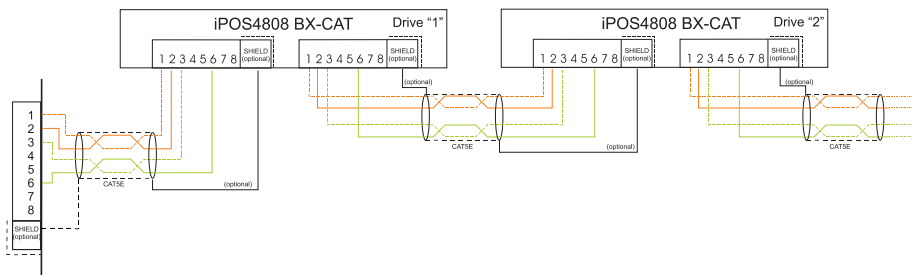 iPOS4808 BX-CAT Drive “1”
1 2 3 4 5 6 7 8
SHIELD
(optional)
1 2 3 4 5 6 7 8
SHIELD
(optional)
iPOS4808 BX-CAT Drive “2”
1 2 3 4 5 6 7 8
SHIELD
(optional)
1 2 3 4 5 6 7 8
SHIELD
(optional)
(optional)
(optional)
1
2
3
4
5
6
7
8
SHIELD
(optional)
CAT5E
(optional)
CAT5E
(optional)
CAT5E